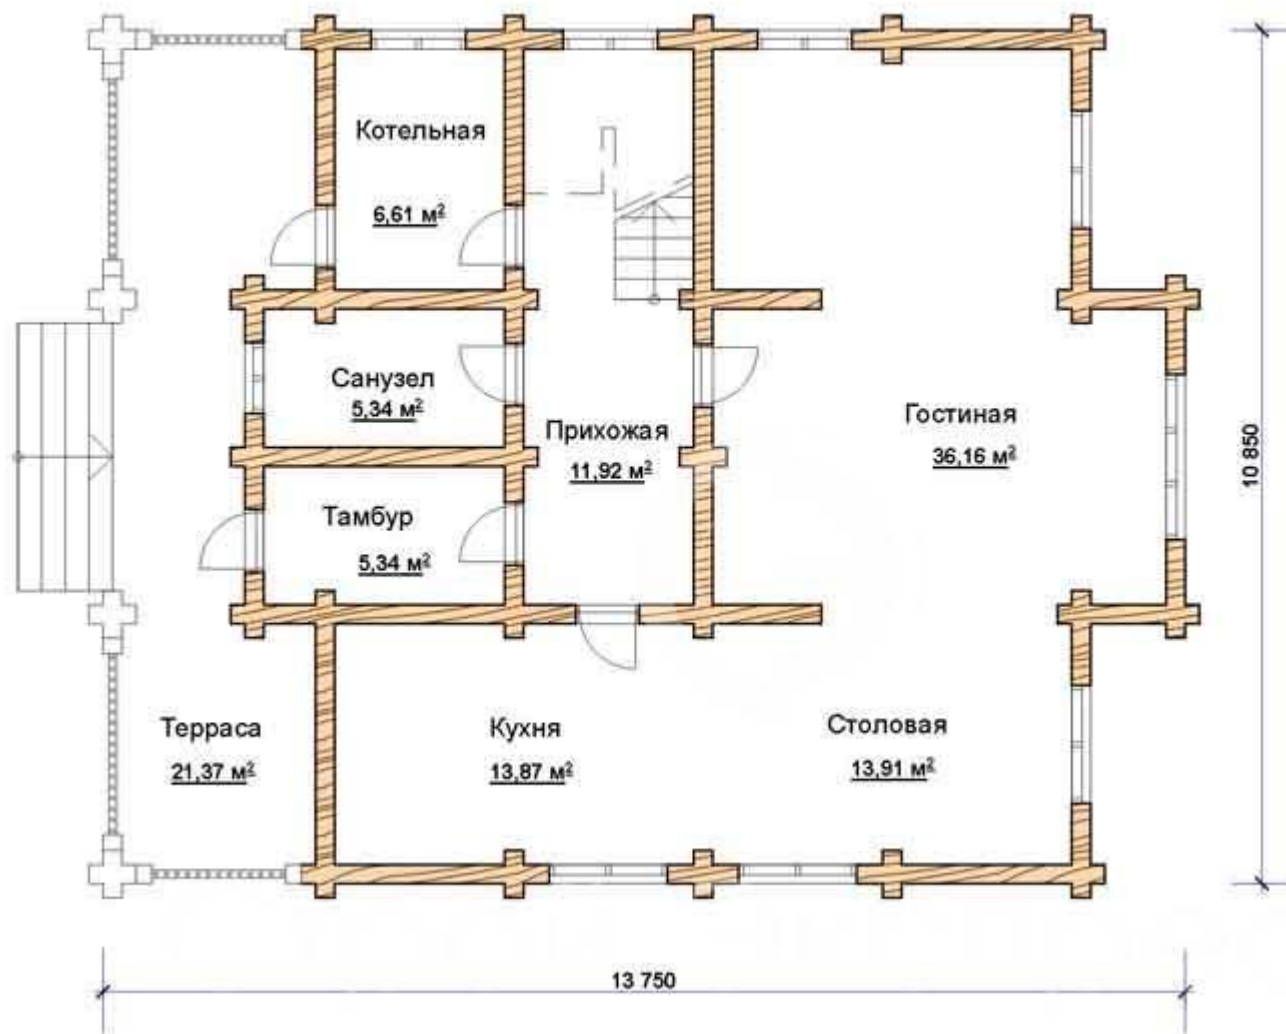 Котельная
6,61 м²
Санузел
5,34 м²
Прихожая
11,92 м²
Гостиная
36,16 м²
10 850
Тамбур
5,34 м²
Терраса
21,37 м²
Кухня
13,87 м²
Столовая
13,91 м²
13 750